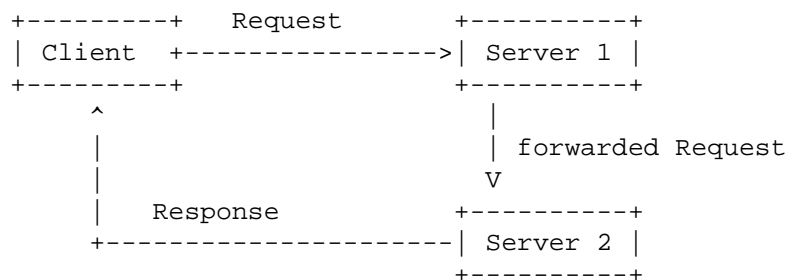 Request
Client
Server 1
forwarded Request
Response
Server 2